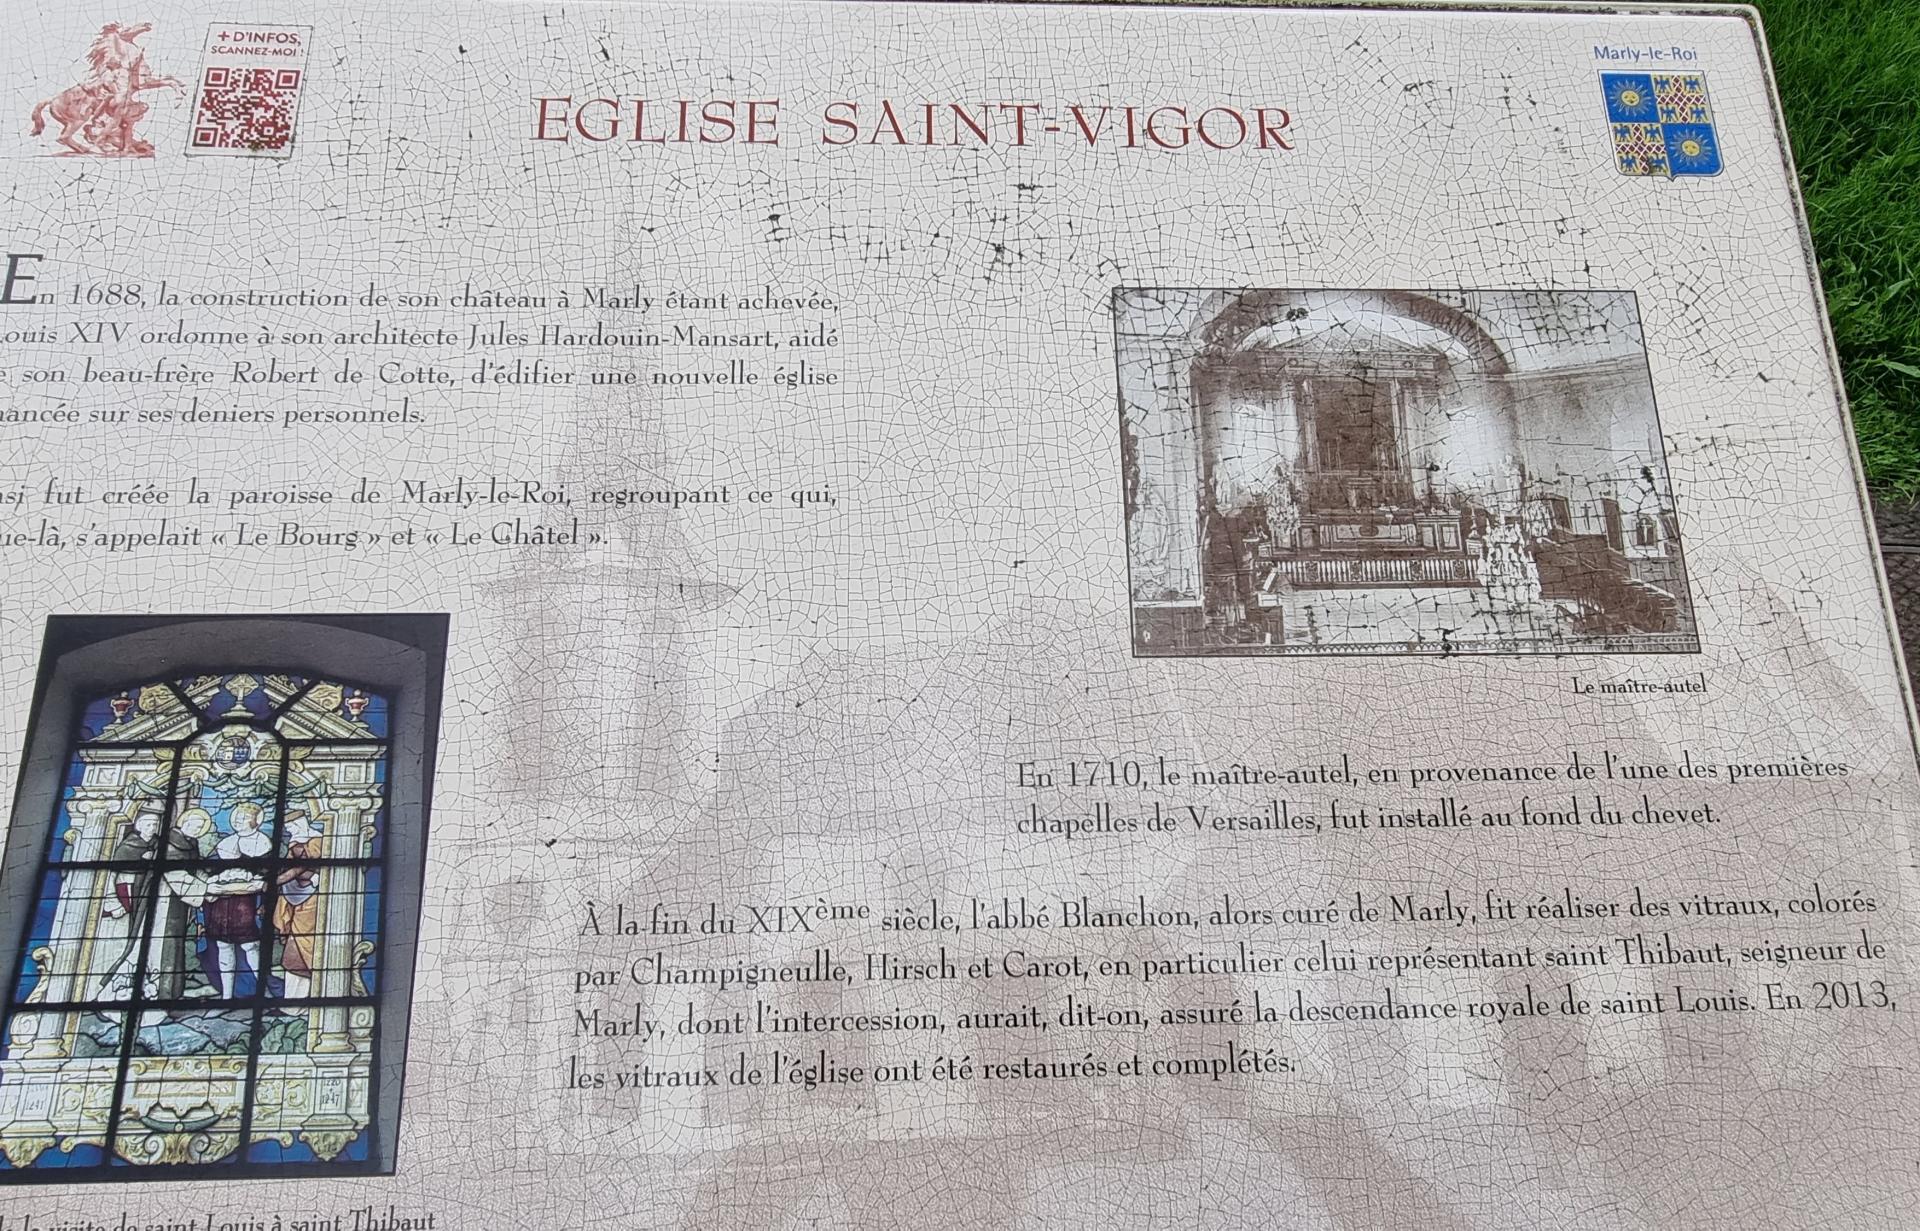 + D'INFOS,
SCANNEZ-MOI !
EGLISE SAINT-VIGOR
Marly-le-Roi
En 1688, la construction de son château à Marly étant achevée,
ouis XIV ordonne à son architecte Jules Hardouin-Mansart, aidé
e son beau-frère Robert de Cotte, d'édifier une nouvelle église
nancée sur ses deniers personnels.
nsi fut créée la paroisse de Marly-le-Roi, regroupant ce qui,
ue-là, s'appelait « Le Bourg » et « Le Châtel ».
Le maître-autel
En 1710, le maître-autel, en provenance de l'une des premières
chapelles de Versailles, fut installé au fond du chevet.
À la fin du XIXème siècle, l'abbé Blanchon, alors curé de Marly, fit réaliser des vitraux, colorés
par Champigneulle, Hirsch et Carot, en particulier celui représentant saint Thibaut, seigneur de
Marly, dont l'intercession, aurait, dit-on, assuré la descendance royale de saint Louis. En 2013,
les vitraux de l'église ont été restaurés et complétés.
1247
la visite de saint Louis à saint Thibaut